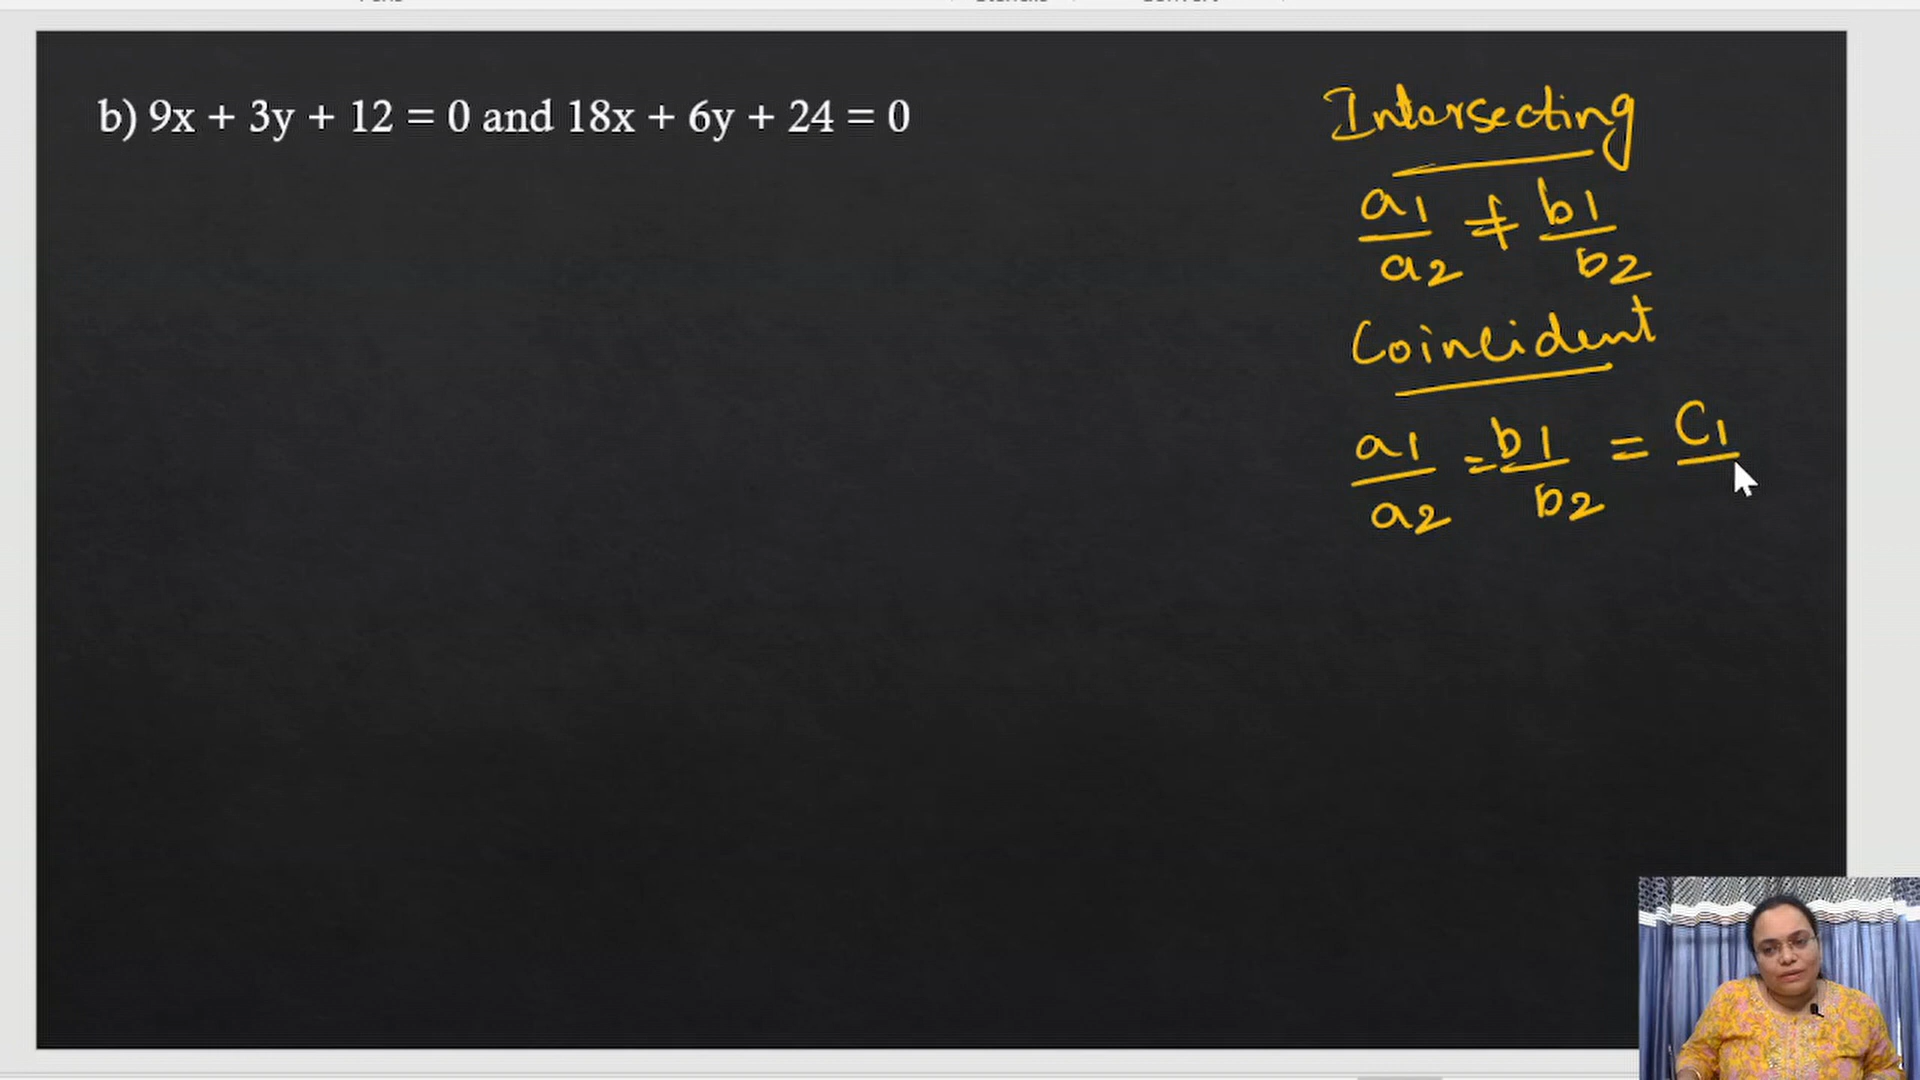 b) 9x + 3y + 12 = 0 and 18x + 6y + 24 = 0
Intersecting
a1/a2 ≠ b1/b2
Coincident
a1/a2 = b1/b2 = C1/